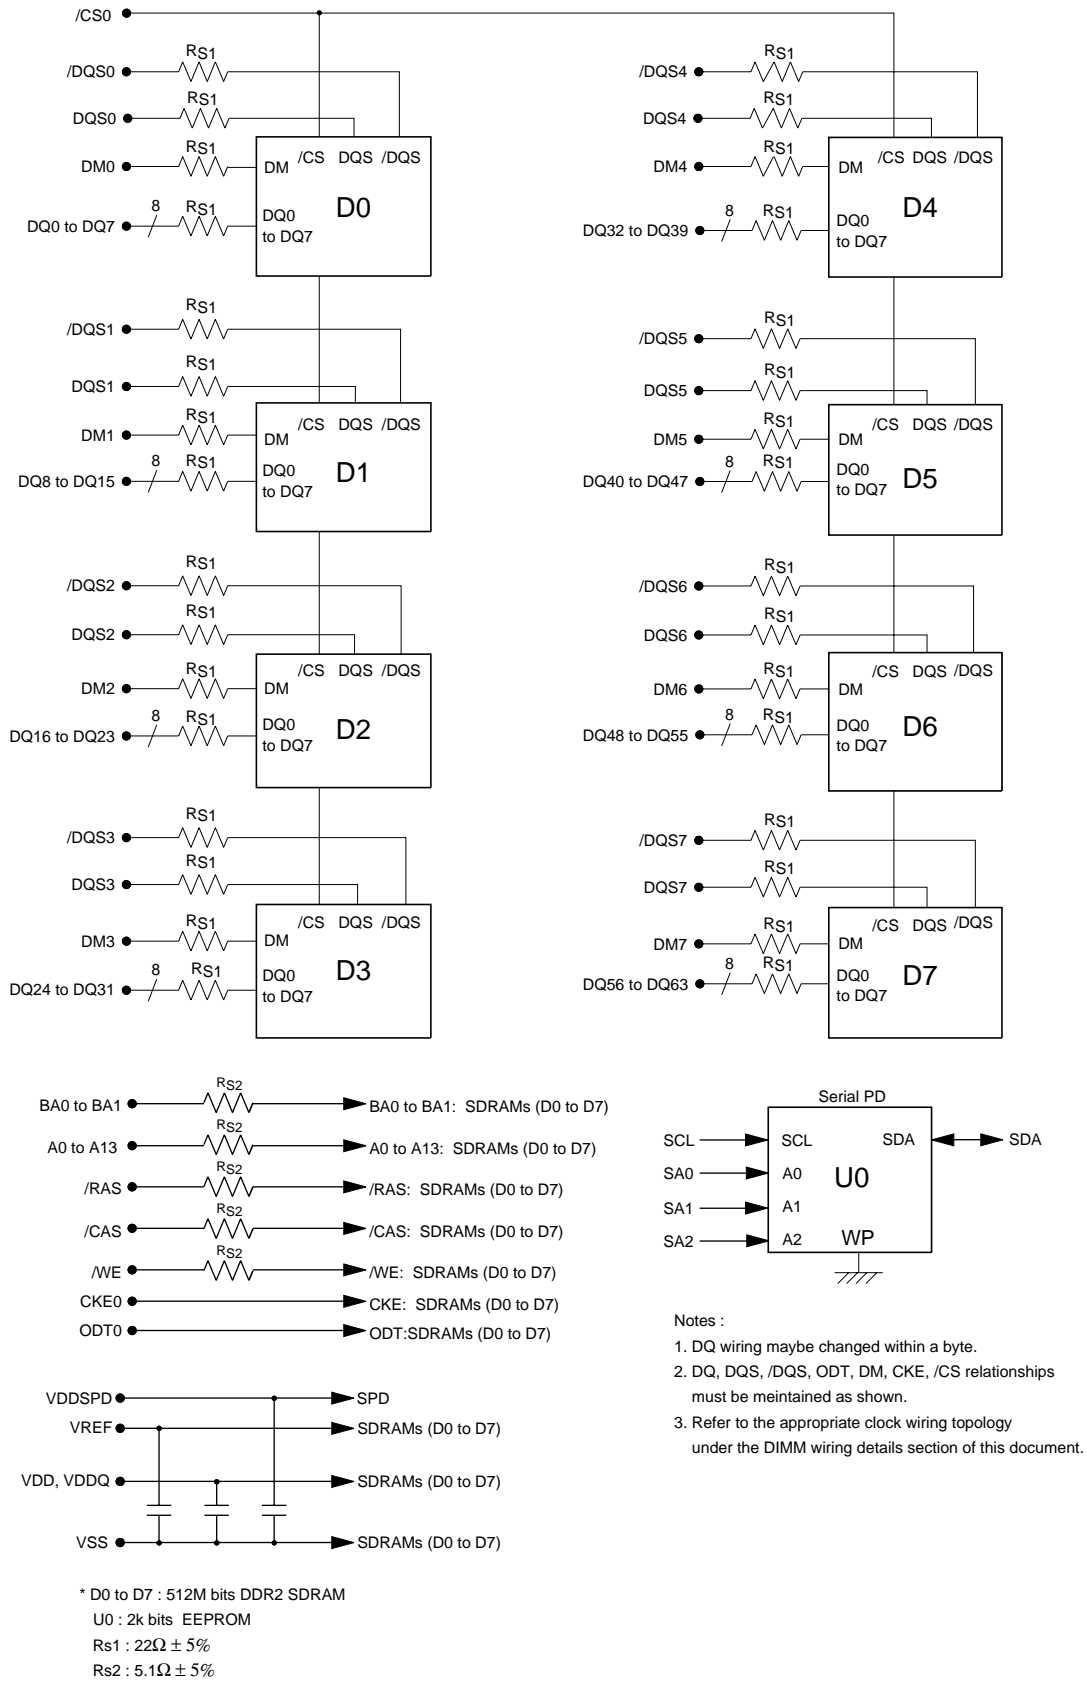 /CS0
RS1
/DQS0
RS1
DQS0
RS1
DM0
/CS DQS /DQS
DM
D0
8
RS1
DQ0 to DQ7
DQ0
to DQ7
RS1
/DQS1
RS1
DQS1
RS1
DM1
/CS DQS /DQS
DM
D1
8
RS1
DQ8 to DQ15
DQ0
to DQ7
RS1
/DQS2
RS1
DQS2
/CS DQS /DQS
RS1
DM2
DM
D2
8
RS1
DQ16 to DQ23
DQ0
to DQ7
RS1
/DQS3
RS1
DQS3
/CS DQS /DQS
RS1
DM3
DM
D3
8
RS1
DQ24 to DQ31
DQ0
to DQ7
RS1
/DQS4
RS1
DQS4
RS1
DM4
/CS DQS /DQS
DM
D4
8
RS1
DQ32 to DQ39
DQ0
to DQ7
RS1
/DQS5
RS1
DQS5
RS1
DM5
/CS DQS /DQS
DM
D5
8
RS1
DQ40 to DQ47
DQ0
to DQ7
RS1
/DQS6
RS1
DQS6
/CS DQS /DQS
RS1
DM6
DM
D6
8
RS1
DQ48 to DQ55
DQ0
to DQ7
RS1
/DQS7
RS1
DQS7
/CS DQS /DQS
RS1
DM7
DM
D7
8
RS1
DQ56 to DQ63
DQ0
to DQ7
RS2
BA0 to BA1 BA0 to BA1: SDRAMs (D0 to D7)
RS2
A0 to A13 A0 to A13: SDRAMs (D0 to D7)
RS2
/RAS /RAS: SDRAMs (D0 to D7)
RS2
/CAS /CAS: SDRAMs (D0 to D7)
RS2
/WE /WE: SDRAMs (D0 to D7)
CKE0 CKE: SDRAMs (D0 to D7)
ODT0 ODT:SDRAMs (D0 to D7)
Serial PD
SCL SCL SDA SDA
SA0 A0
U0
SA1 A1
SA2 A2 WP
VDDSPD SPD
VREF SDRAMs (D0 to D7)
VDD, VDDQ SDRAMs (D0 to D7)
VSS SDRAMs (D0 to D7)
Notes :
1. DQ wiring maybe changed within a byte.
2. DQ, DQS, /DQS, ODT, DM, CKE, /CS relationships
must be meintained as shown.
3. Refer to the appropriate clock wiring topology
under the DIMM wiring details section of this document.
* D0 to D7 : 512M bits DDR2 SDRAM
U0 : 2k bits EEPROM
Rs1 : 22Ω ± 5%
Rs2 : 5.1Ω ± 5%